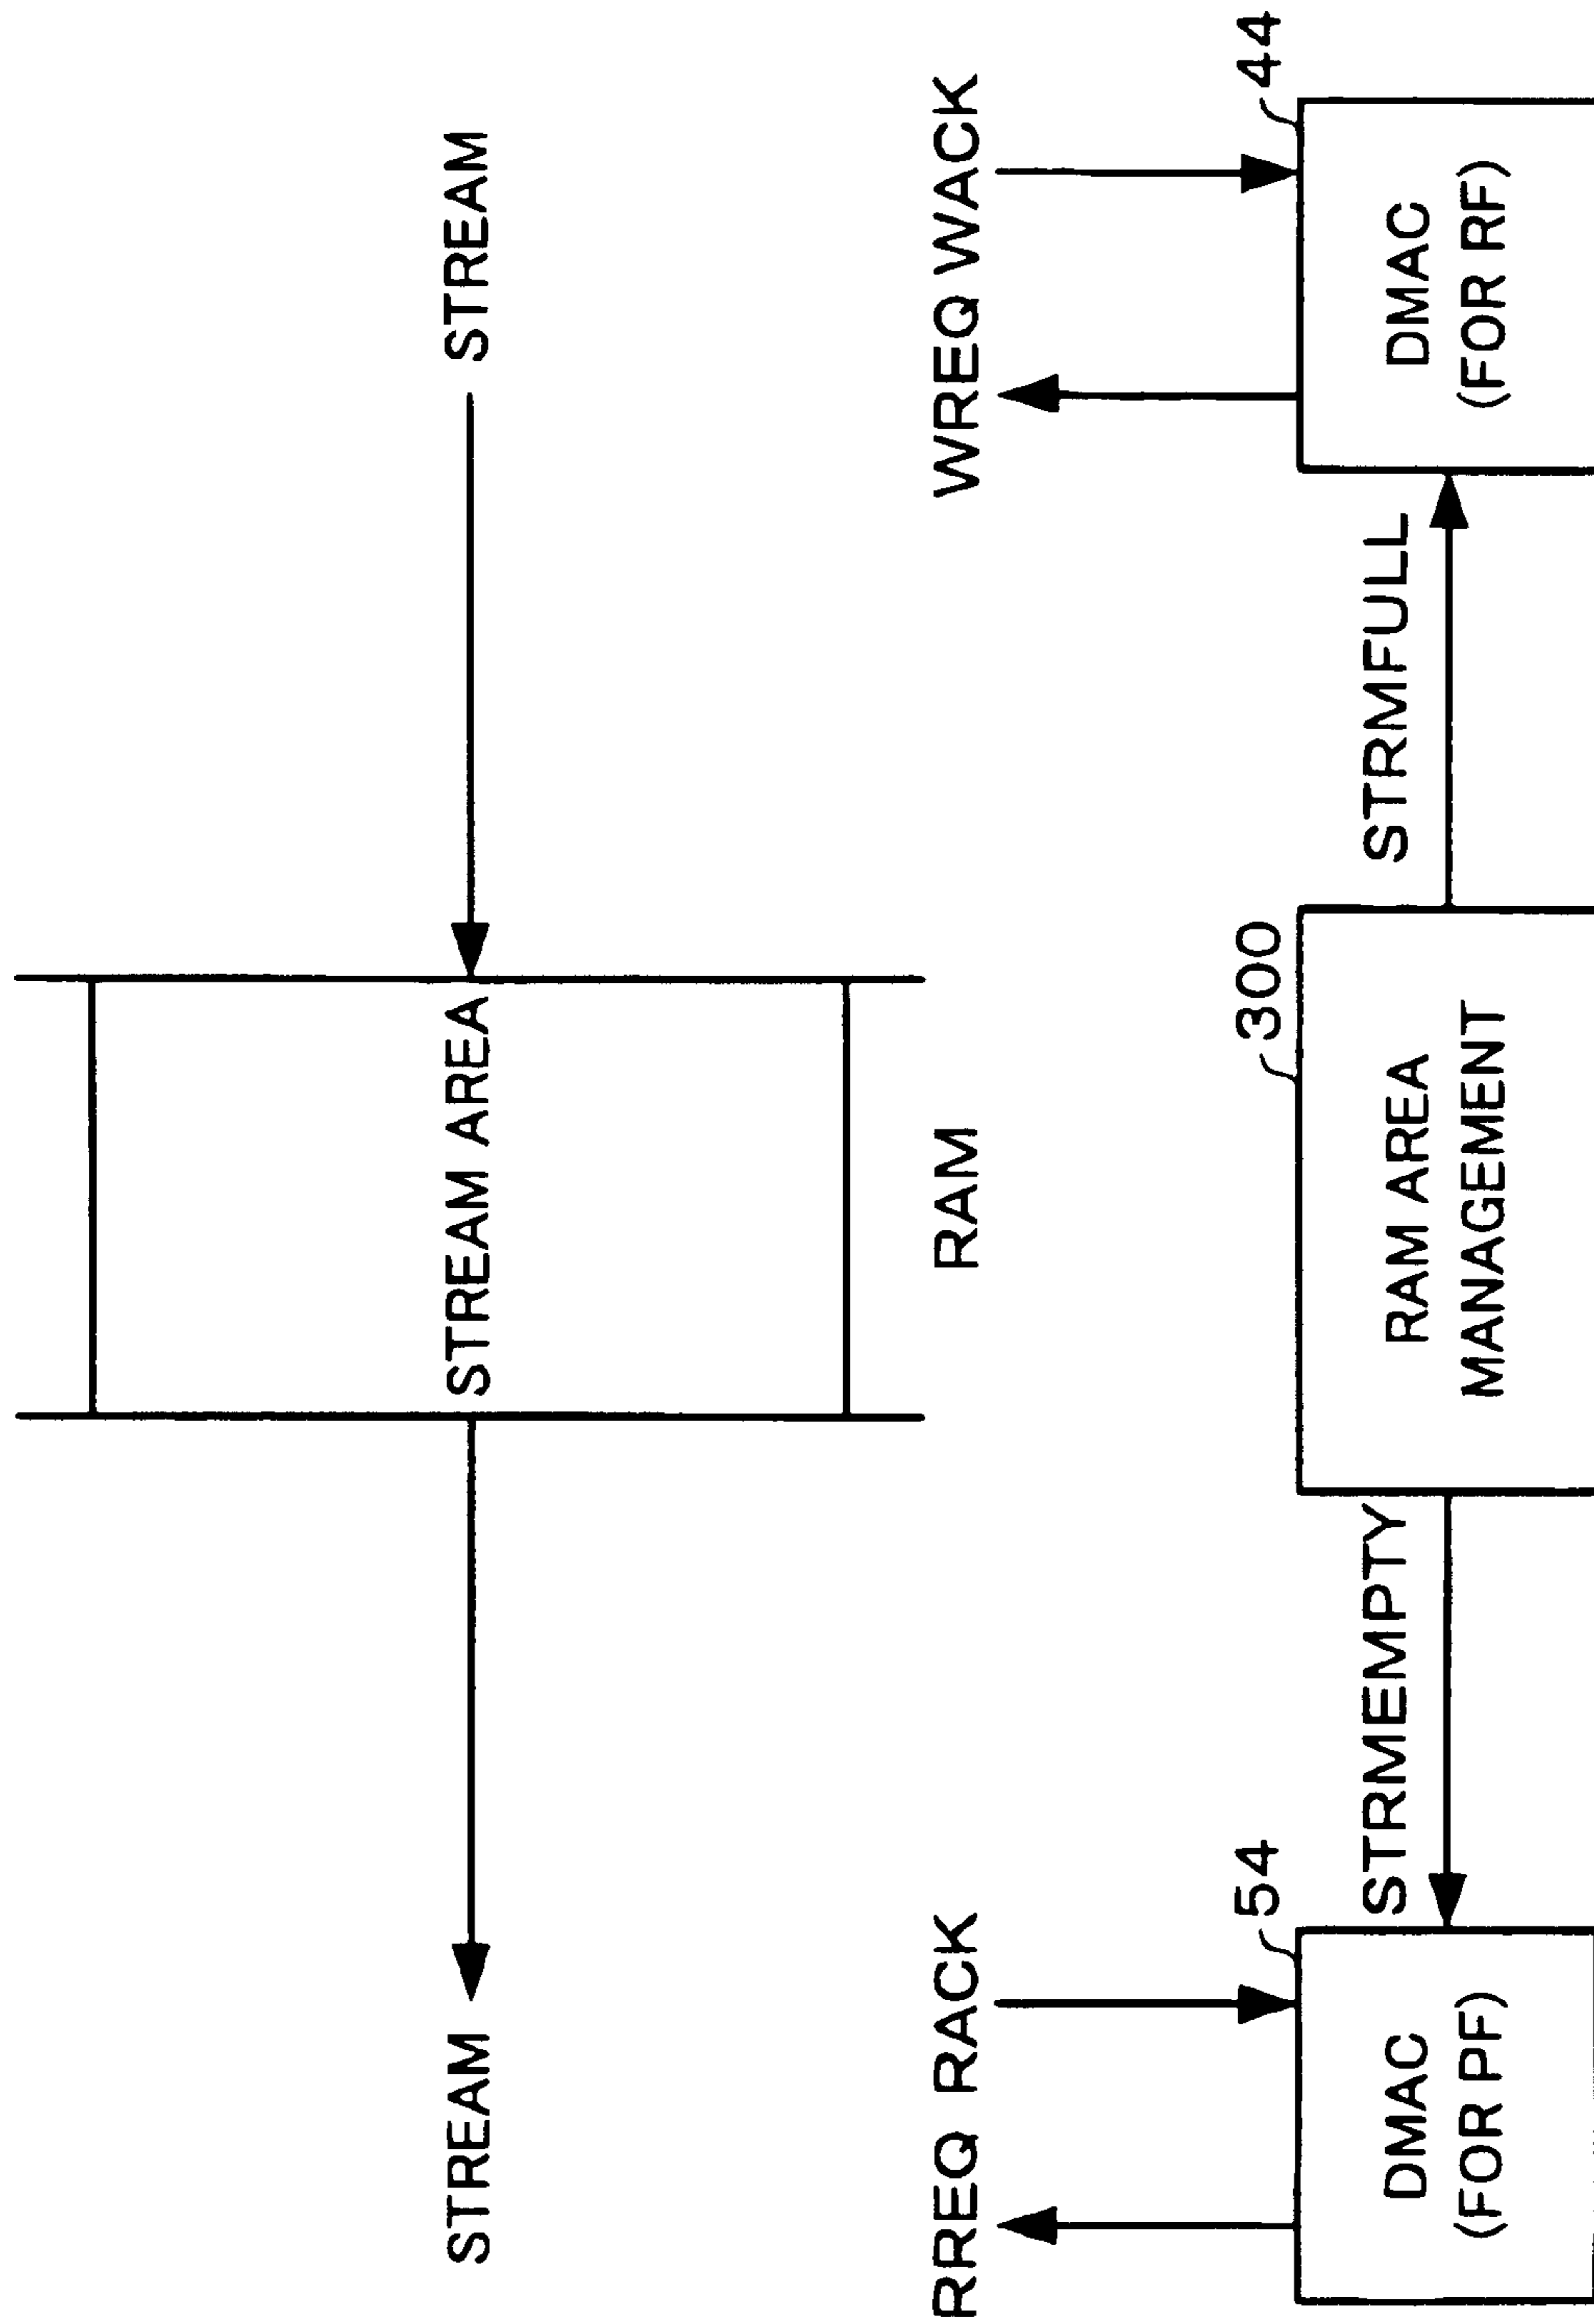 STREAM
STREAM AREA
STREAM
RREQ RACK
RAM
WREQ WACK
54
300
44
DMAC
(FOR PF)
STRMEMPTY
RAM AREA
MANAGEMENT
STRMFULL
DMAC
(FOR RF)